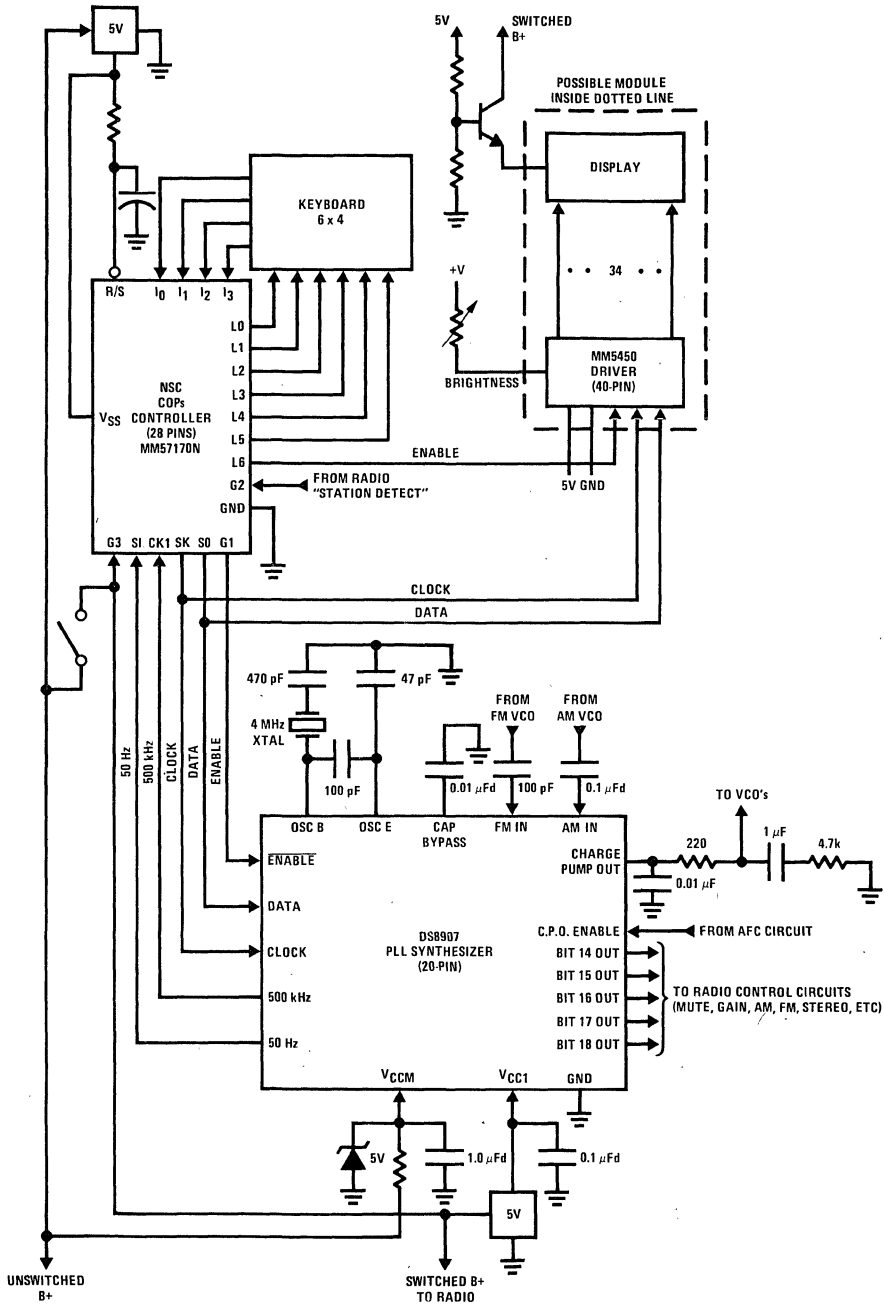 5V
5V
SWITCHED
B+
POSSIBLE MODULE
INSIDE DOTTED LINE
DISPLAY
KEYBOARD
6 x 4
34
+V
BRIGHTNESS
MM5450
DRIVER
(40-PIN)
5V GND
R/S
I0
I1
I2
I3
L0
L1
L2
L3
L4
L5
L6
G2
GND
VSS
NSC
COPs
CONTROLLER
(28 PINS)
MM57170N
ENABLE
FROM RADIO
"STATION DETECT"
G3 SI CK1 SK S0 G1
CLOCK
DATA
50 Hz
500 kHz
CLOCK
DATA
ENABLE
470 pF
47 pF
4 MHz
XTAL
100 pF
FROM
FM VCO
FROM
AM VCO
0.01 μFd
100 pF
0.1 μFd
OSC B
OSC E
CAP
BYPASS
FM IN
AM IN
TO VCO's
CHARGE
PUMP OUT
220
1 μF
4.7k
0.01 μF
ENABLE
DATA
CLOCK
500 kHz
50 Hz
DS8907
PLL SYNTHESIZER
(20-PIN)
C.P.O. ENABLE
FROM AFC CIRCUIT
BIT 14 OUT
BIT 15 OUT
BIT 16 OUT
BIT 17 OUT
BIT 18 OUT
TO RADIO CONTROL CIRCUITS
(MUTE, GAIN, AM, FM, STEREO, ETC)
VCCM
VCC1
GND
5V
1.0 μFd
0.1 μFd
5V
UNSWITCHED
B+
SWITCHED B+
TO RADIO